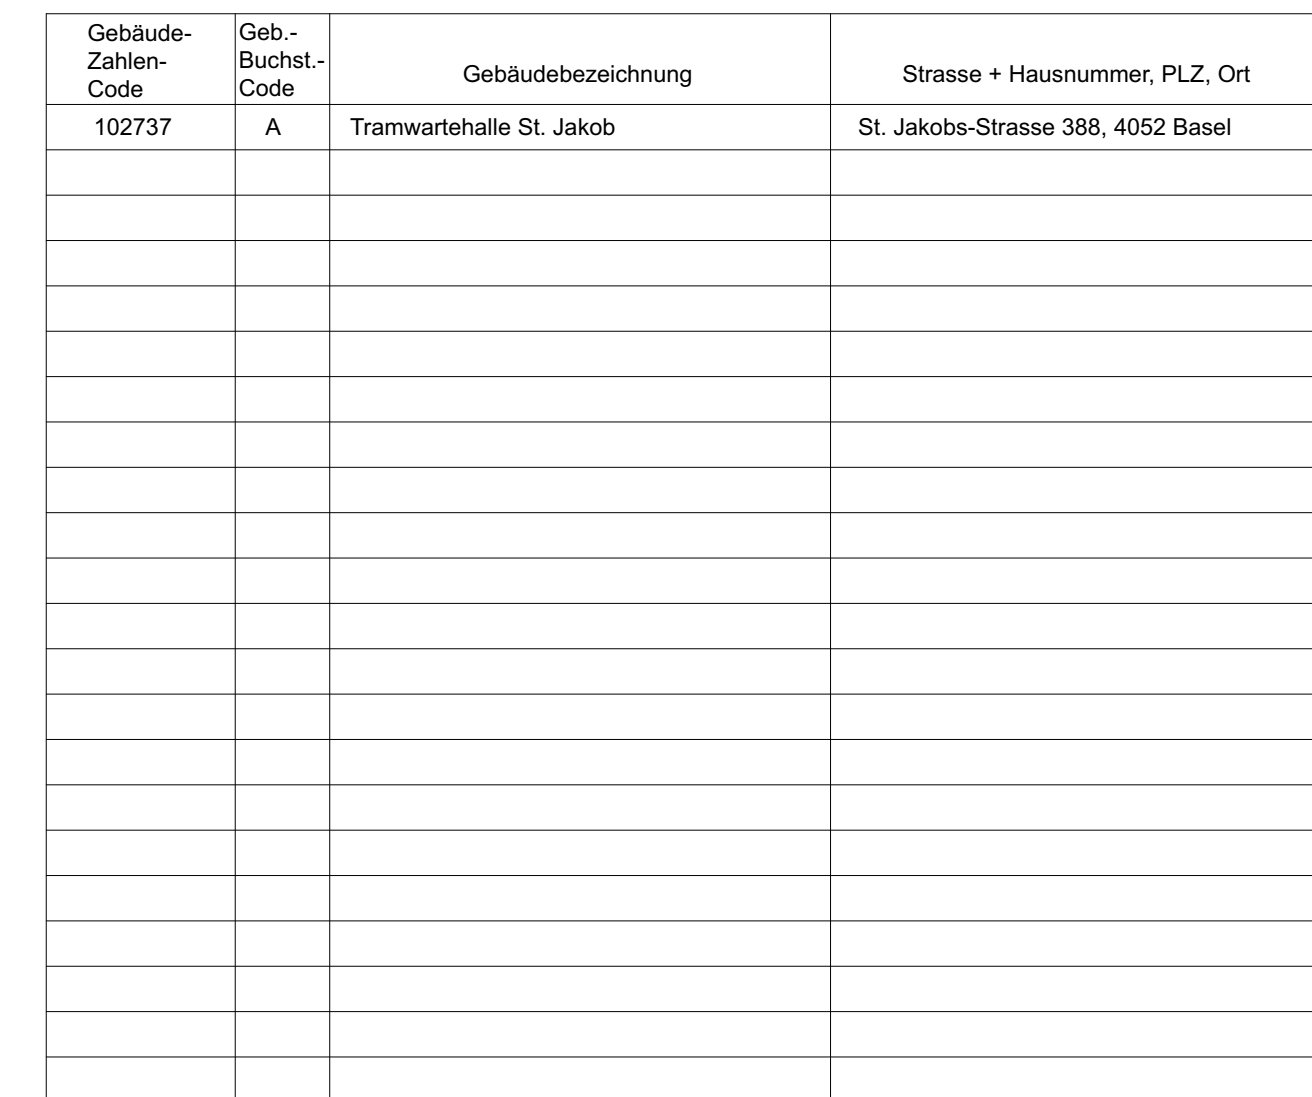 Gebäude-
Zahlen-
Code
Geb.-
Buchst.-
Code
Gebäudebezeichnung
Strasse + Hausnummer, PLZ, Ort
102737 A Tramwartehalle St. Jakob St. Jakobs-Strasse 388, 4052 Basel